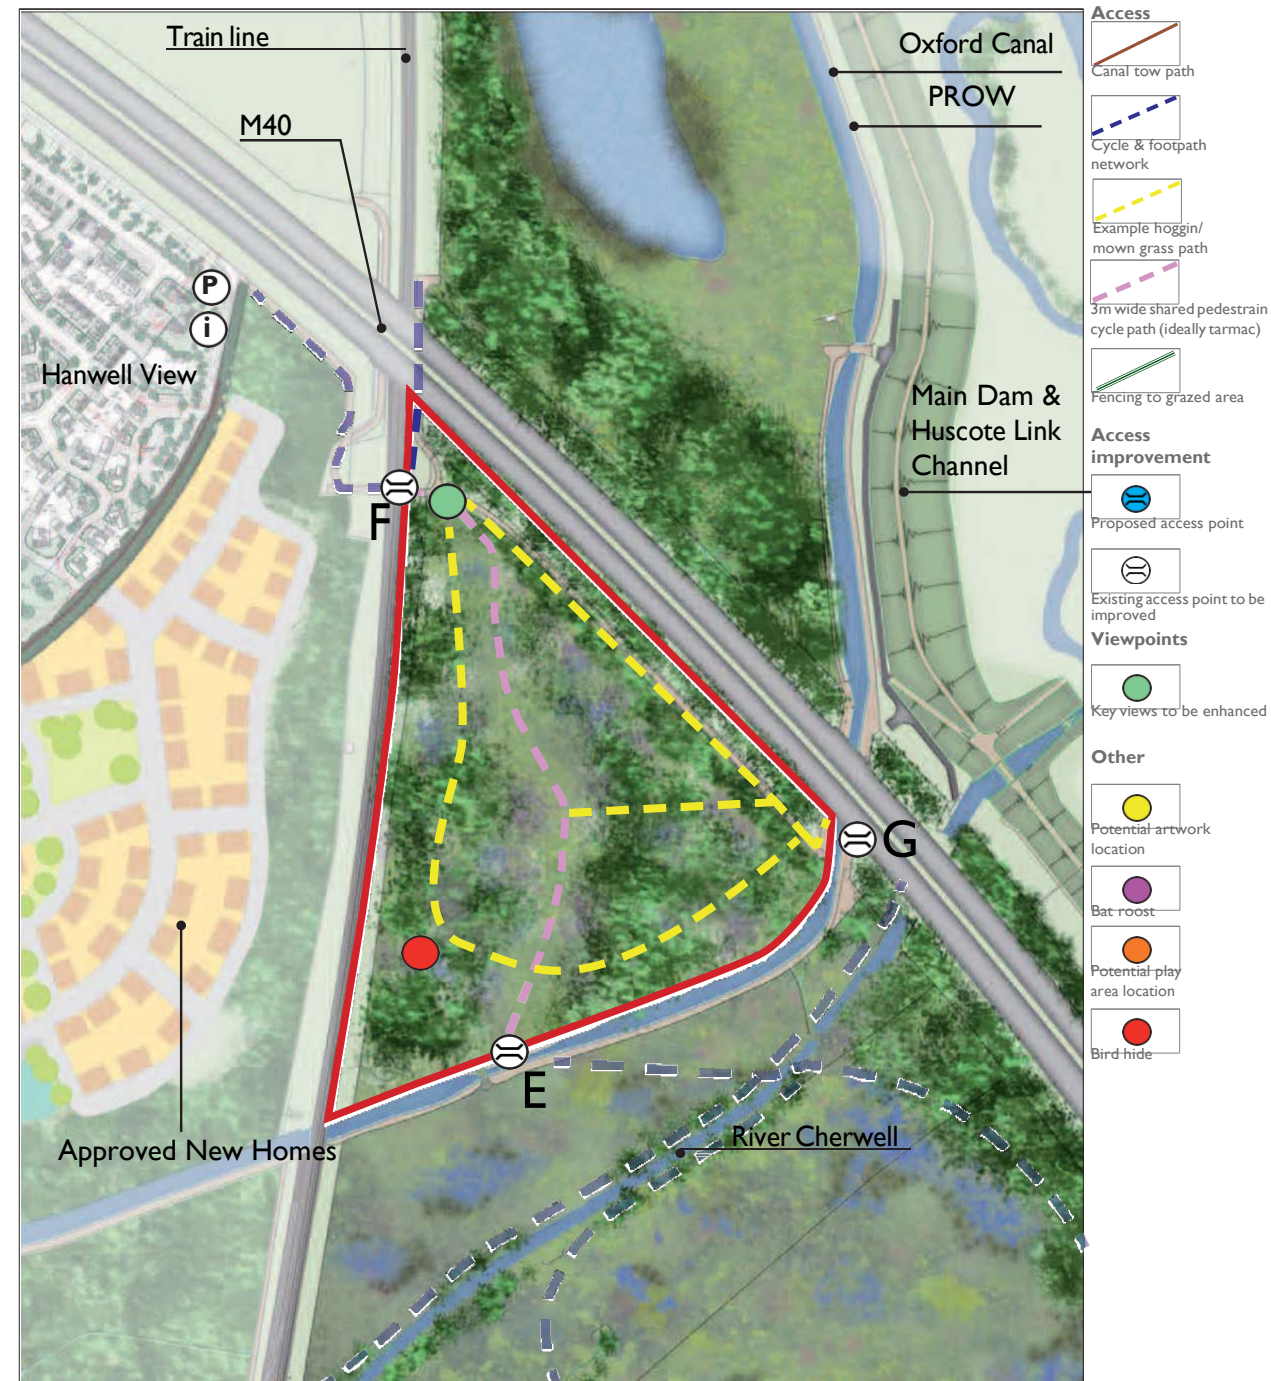 Train line
M40
Oxford Canal
PROW
P
i
Hanwell View
Main Dam &
Huscote Link
Channel
F
G
E
River Cherwell
Approved New Homes
Access
Canal tow path
Cycle & footpath
network
Example hoggin/
mown grass path
3m wide shared pedestrain
cycle path (ideally tarmac)
Fencing to grazed area
Access
improvement
Proposed access point
Existing access point to be
improved
Viewpoints
Key views to be enhanced
Other
Potential artwork
location
Bat roost
Potential play
area location
Bird hide